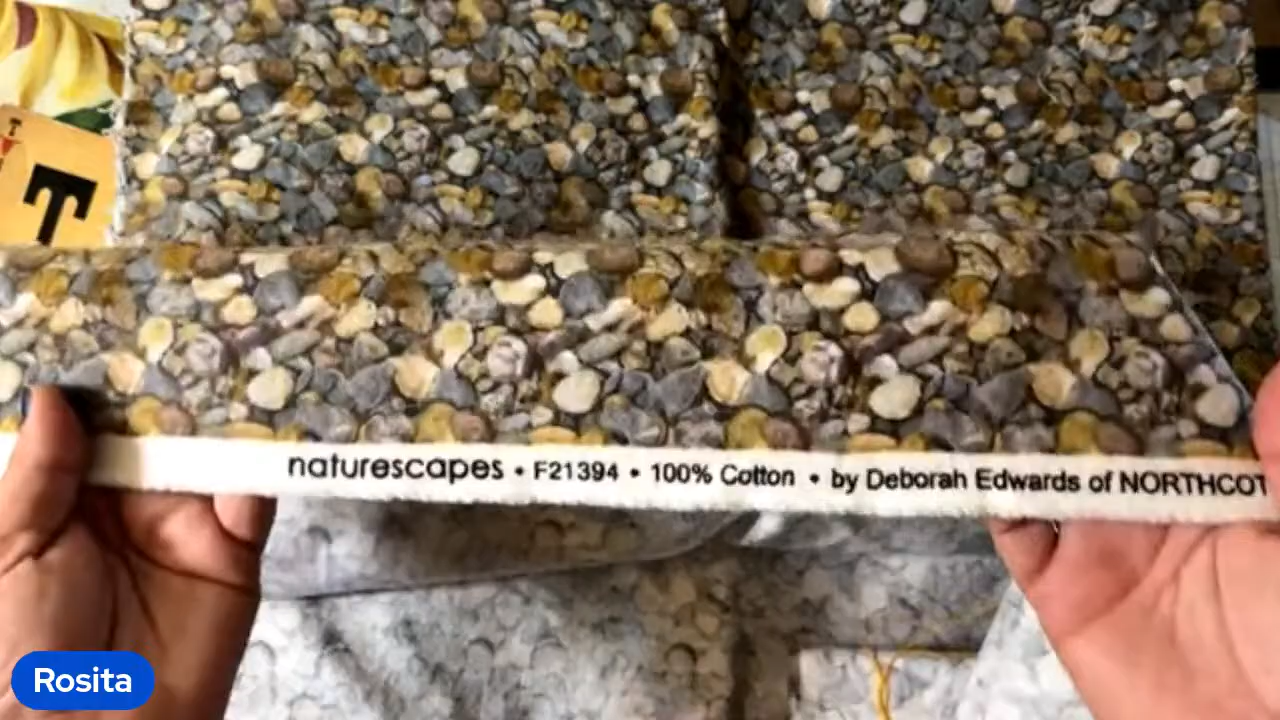 T
T
naturescapes • F21394 • 100% Cotton • by Deborah Edwards of NORTHCOT
Rosita